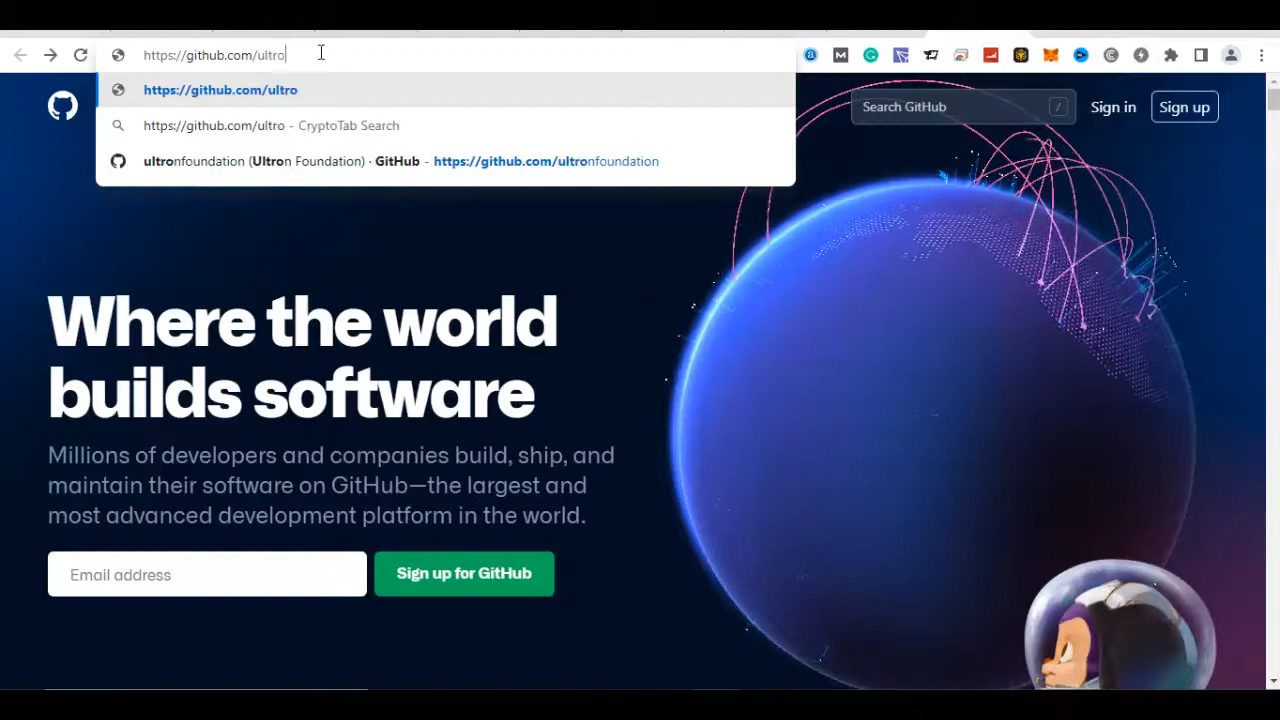 https://github.com/ultro
https://github.com/ultro
https://github.com/ultro - CryptoTab Search
ultronfoundation (Ultron Foundation) · GitHub - https://github.com/ultronfoundation
Search GitHub /
Sign in
Sign up
Where the world
builds software
Millions of developers and companies build, ship, and
maintain their software on GitHub—the largest and
most advanced development platform in the world.
Email address
Sign up for GitHub